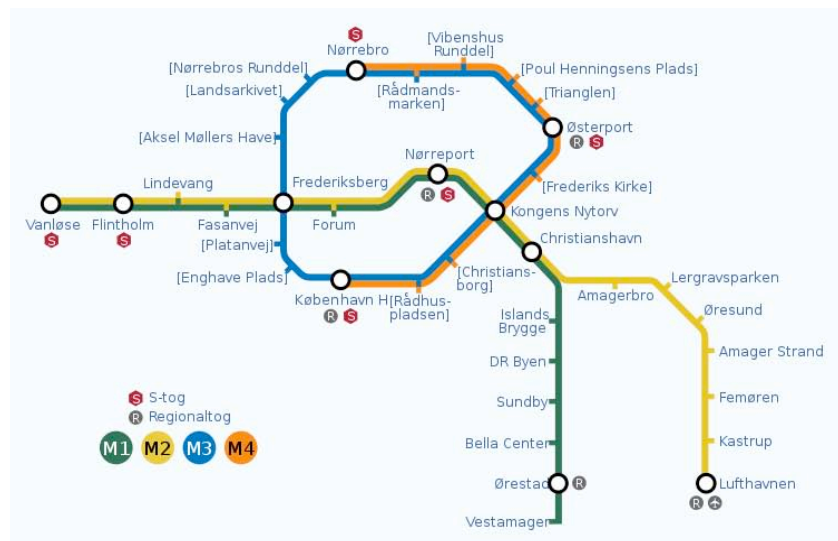 S
Nørrebro
[Vibenshus
Runddel]
[Nørrebros Runddel]
[Landsarkivet]
[Rådmands-
marken]
[Poul Henningsens Plads]
[Trianglen]
[Aksel Møllers Have]
Østerport
R S
Nørreport
R S
Lindevang
Frederiksberg
[Frederiks Kirke]
Vanløse
S
Flintholm
S
Fasanvej
Forum
Kongens Nytorv
[Platanvej]
Christianshavn
[Enghave Plads]
[Christians-
borg]
København H
R S
[Rådhus-
pladsen]
Amagerbro
Lergravsparken
Øresund
Islands
Brygge
Amager Strand
DR Byen
Femøren
Sundby
Kastrup
Bella Center
Ørestad
R
Lufthavnen
R
Vestamager
S S-tog
R Regionaltog
M1 M2 M3 M4